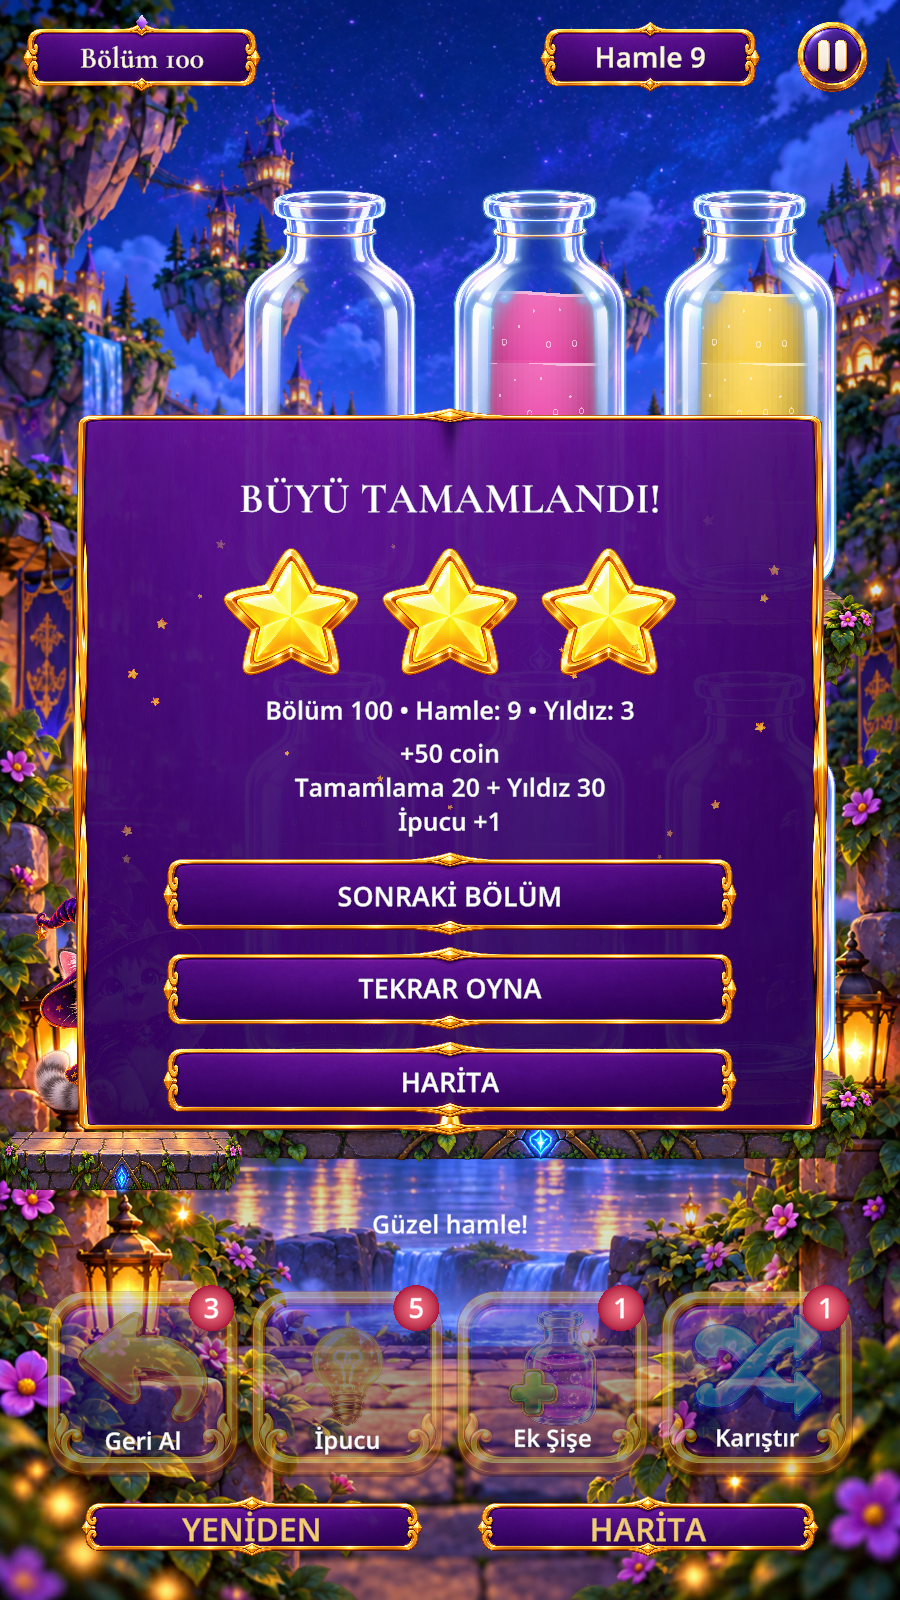 Bölüm 100
Hamle 9
BÜYÜ TAMAMLANDI!
Bölüm 100 • Hamle: 9 • Yıldız: 3
+50 coin
Tamamlama 20 + Yıldız 30
İpucu +1
SONRAKİ BÖLÜM
TEKRAR OYNA
HARİTA
Güzel hamle!
3
5
1
1
Geri Al
İpucu
Ek Şişe
Karıştır
YENİDEN
HARİTA